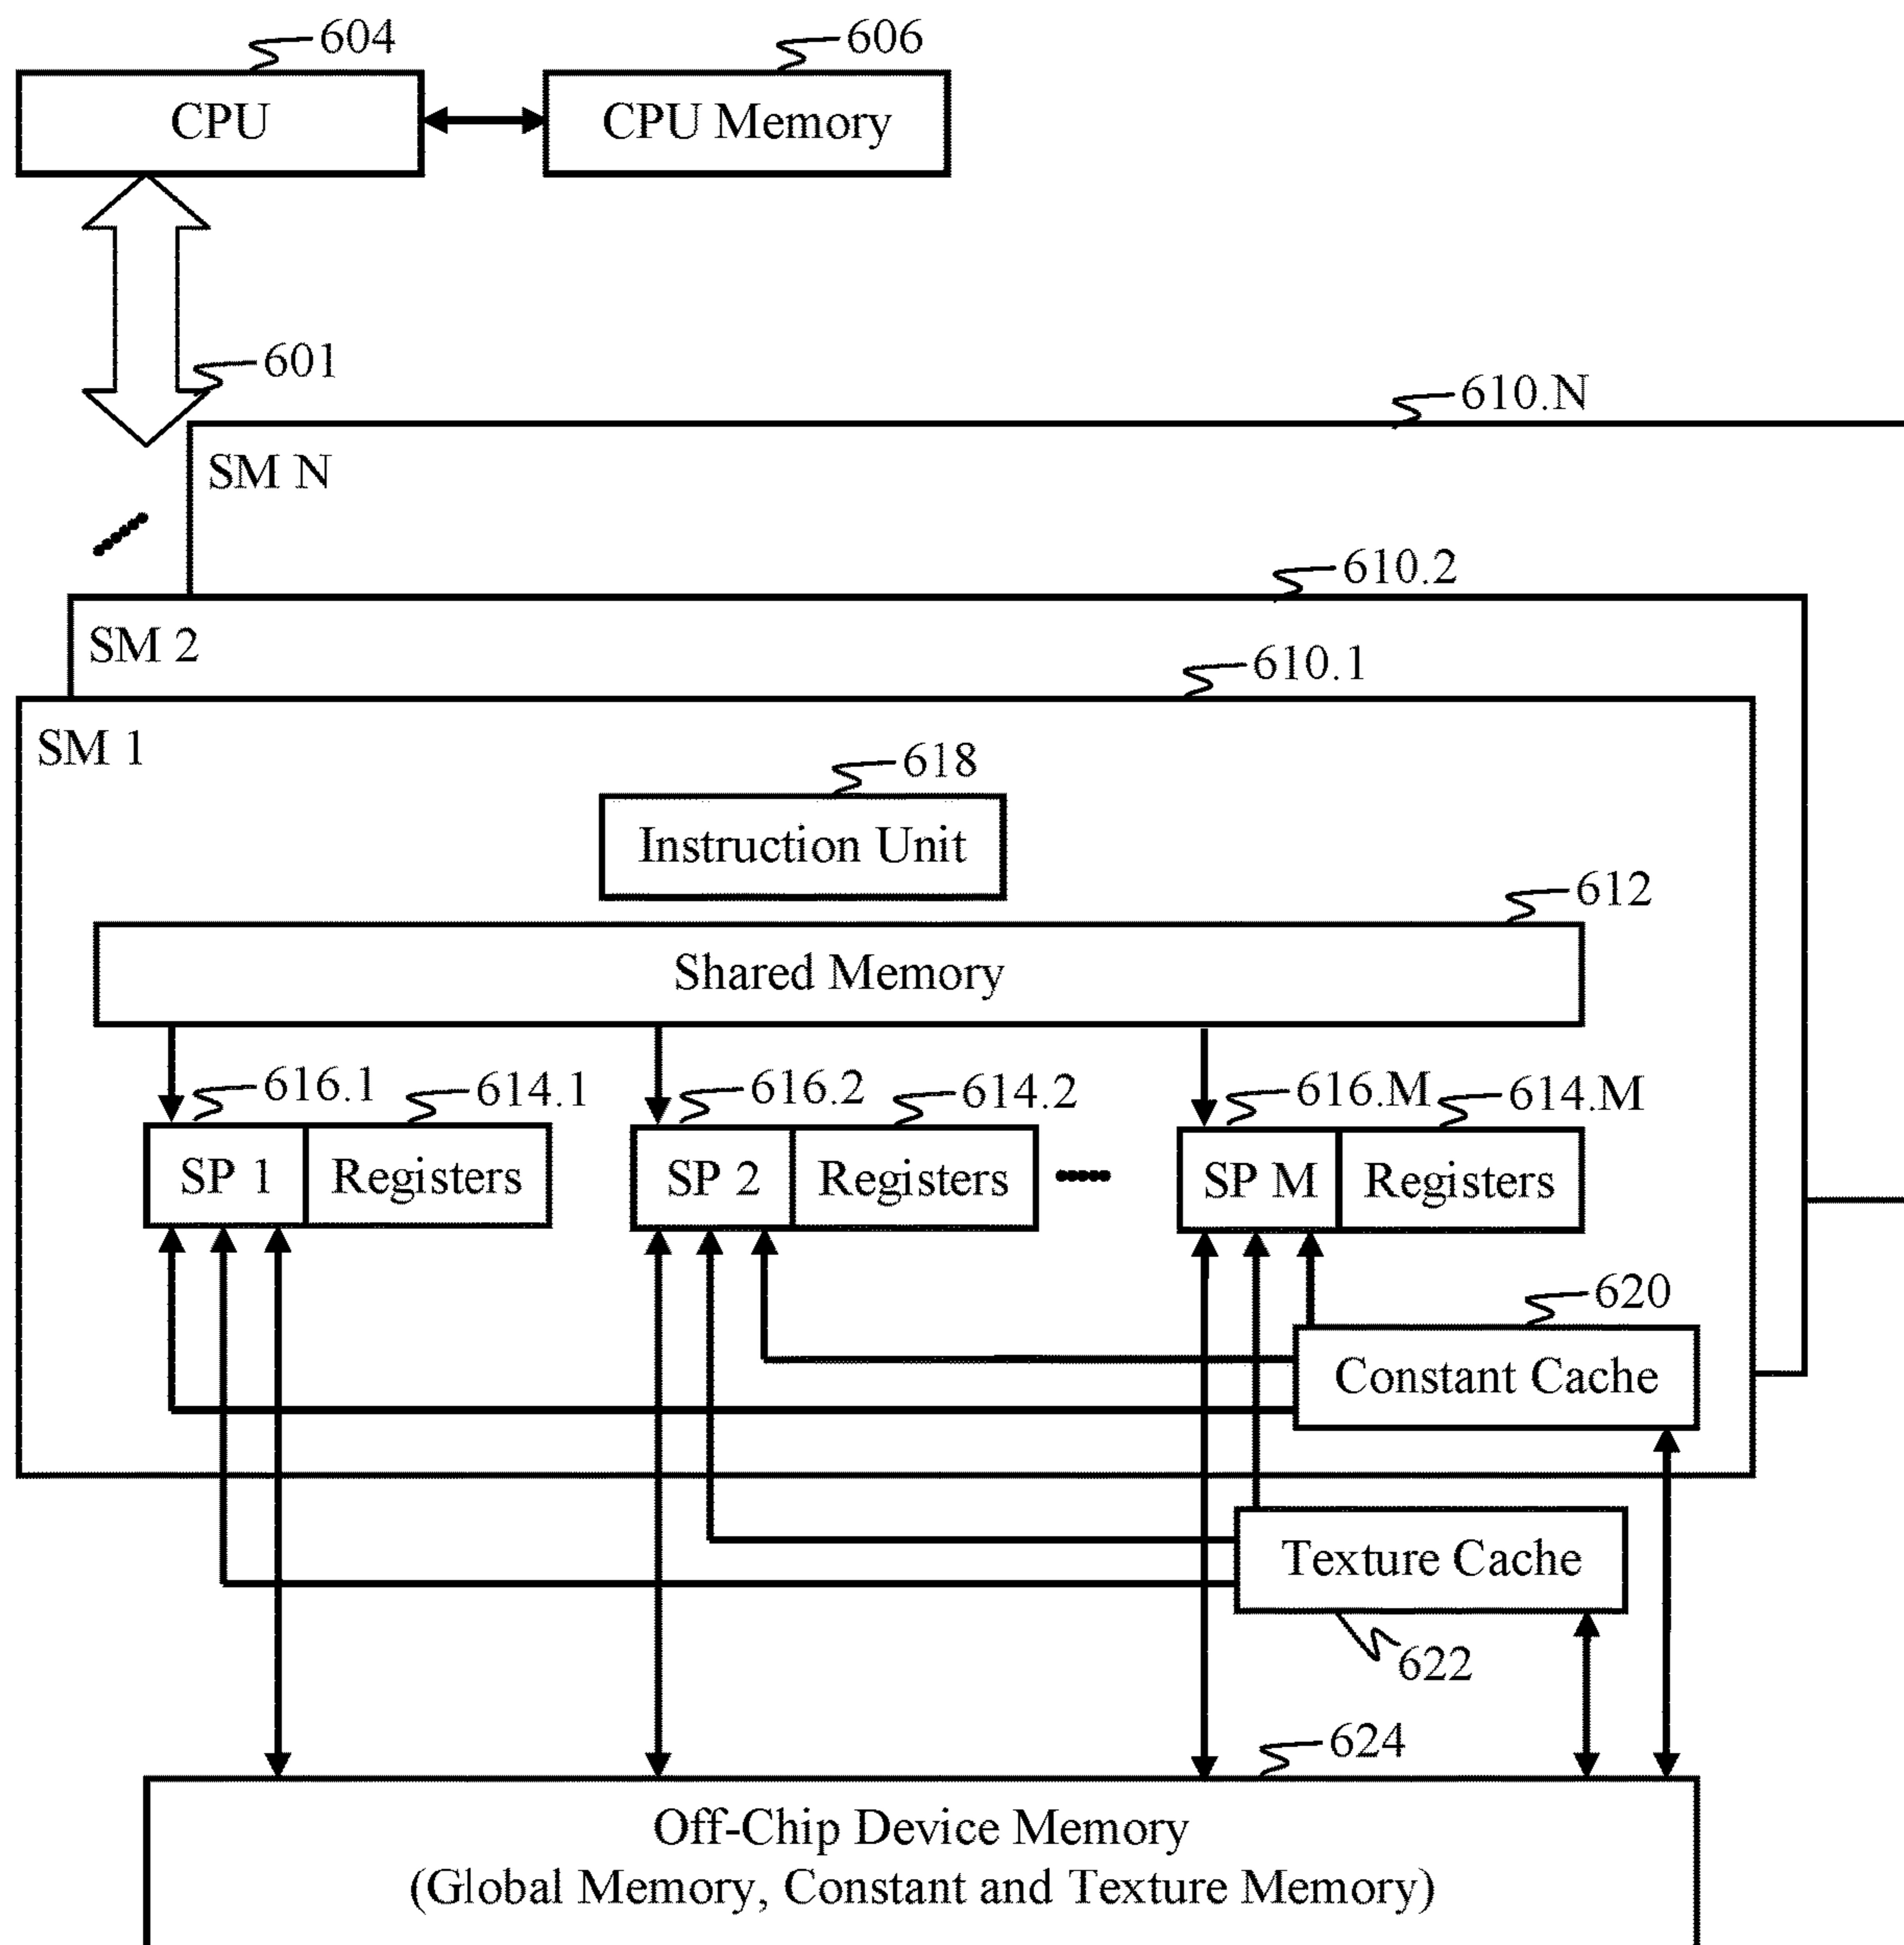 604
606
CPU
CPU Memory
601
610.N
SM N
610.2
SM 2
610.1
SM 1
618
Instruction Unit
612
Shared Memory
616.1
614.1
616.2
614.2
616.M
614.M
SP 1
Registers
SP 2
Registers
SP M
Registers
620
Constant Cache
Texture Cache
622
624
Off-Chip Device Memory
(Global Memory, Constant and Texture Memory)